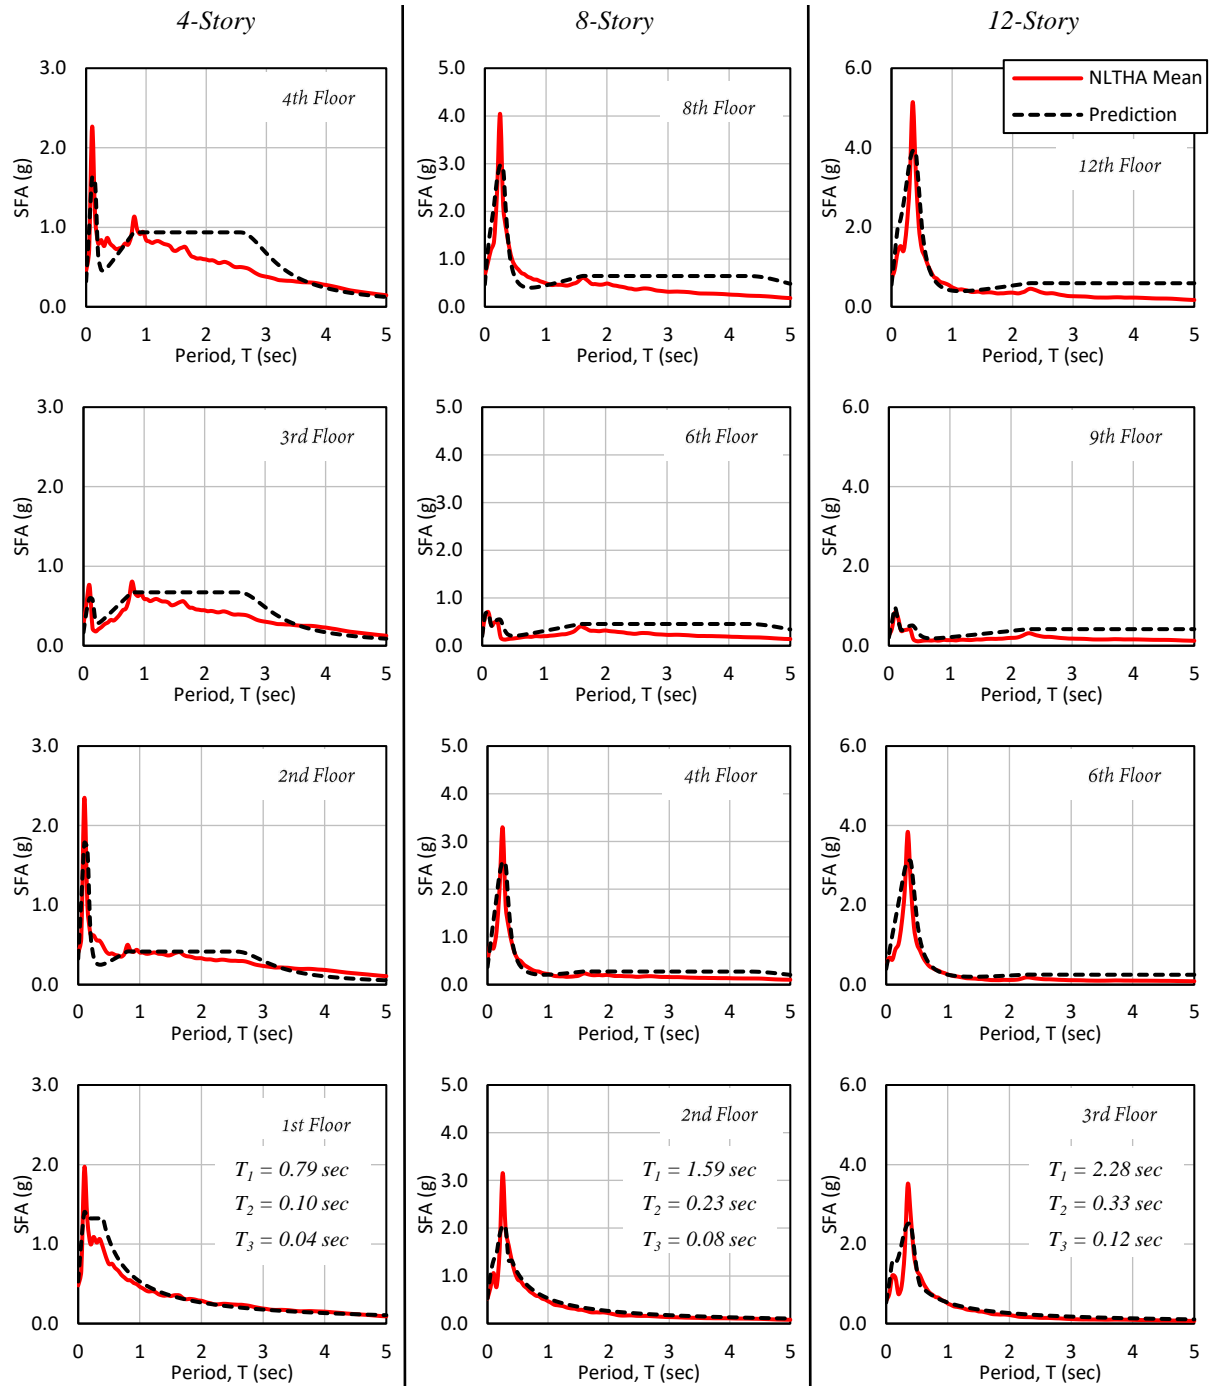 4-Story
8-Story
12-Story
3.0
2.0
1.0
0.0
SFA (g)
4th Floor
0
1
2
3
4
5
Period, T (sec)
5.0
4.0
3.0
2.0
1.0
0.0
SFA (g)
8th Floor
0
1
2
3
4
5
Period, T (sec)
6.0
4.0
2.0
0.0
SFA (g)
NLTHA Mean
Prediction
12th Floor
0
1
2
3
4
5
Period, T (sec)
3.0
2.0
1.0
0.0
SFA (g)
3rd Floor
0
1
2
3
4
5
Period, T (sec)
5.0
4.0
3.0
2.0
1.0
0.0
SFA (g)
6th Floor
0
1
2
3
4
5
Period, T (sec)
6.0
4.0
2.0
0.0
SFA (g)
9th Floor
0
1
2
3
4
5
Period, T (sec)
3.0
2.0
1.0
0.0
SFA (g)
2nd Floor
0
1
2
3
4
5
Period, T (sec)
5.0
4.0
3.0
2.0
1.0
0.0
SFA (g)
4th Floor
0
1
2
3
4
5
Period, T (sec)
6.0
4.0
2.0
0.0
SFA (g)
6th Floor
0
1
2
3
4
5
Period, T (sec)
3.0
2.0
1.0
0.0
SFA (g)
1st Floor
T1 = 0.79 sec
T2 = 0.10 sec
T3 = 0.04 sec
0
1
2
3
4
5
Period, T (sec)
5.0
4.0
3.0
2.0
1.0
0.0
SFA (g)
2nd Floor
T1 = 1.59 sec
T2 = 0.23 sec
T3 = 0.08 sec
0
1
2
3
4
5
Period, T (sec)
6.0
4.0
2.0
0.0
SFA (g)
3rd Floor
T1 = 2.28 sec
T2 = 0.33 sec
T3 = 0.12 sec
0
1
2
3
4
5
Period, T (sec)